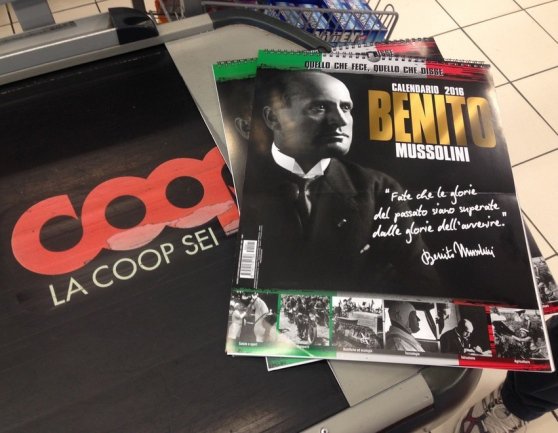 QUELLO CHE FECE, QUELLO CHE DISSE
CALENDARIO 2016
BENITO
MUSSOLINI
"Fate che le glorie
del passato siano superate
dalle glorie dell'avvenire."
Benito Mussolini
COOP
LA COOP SEI